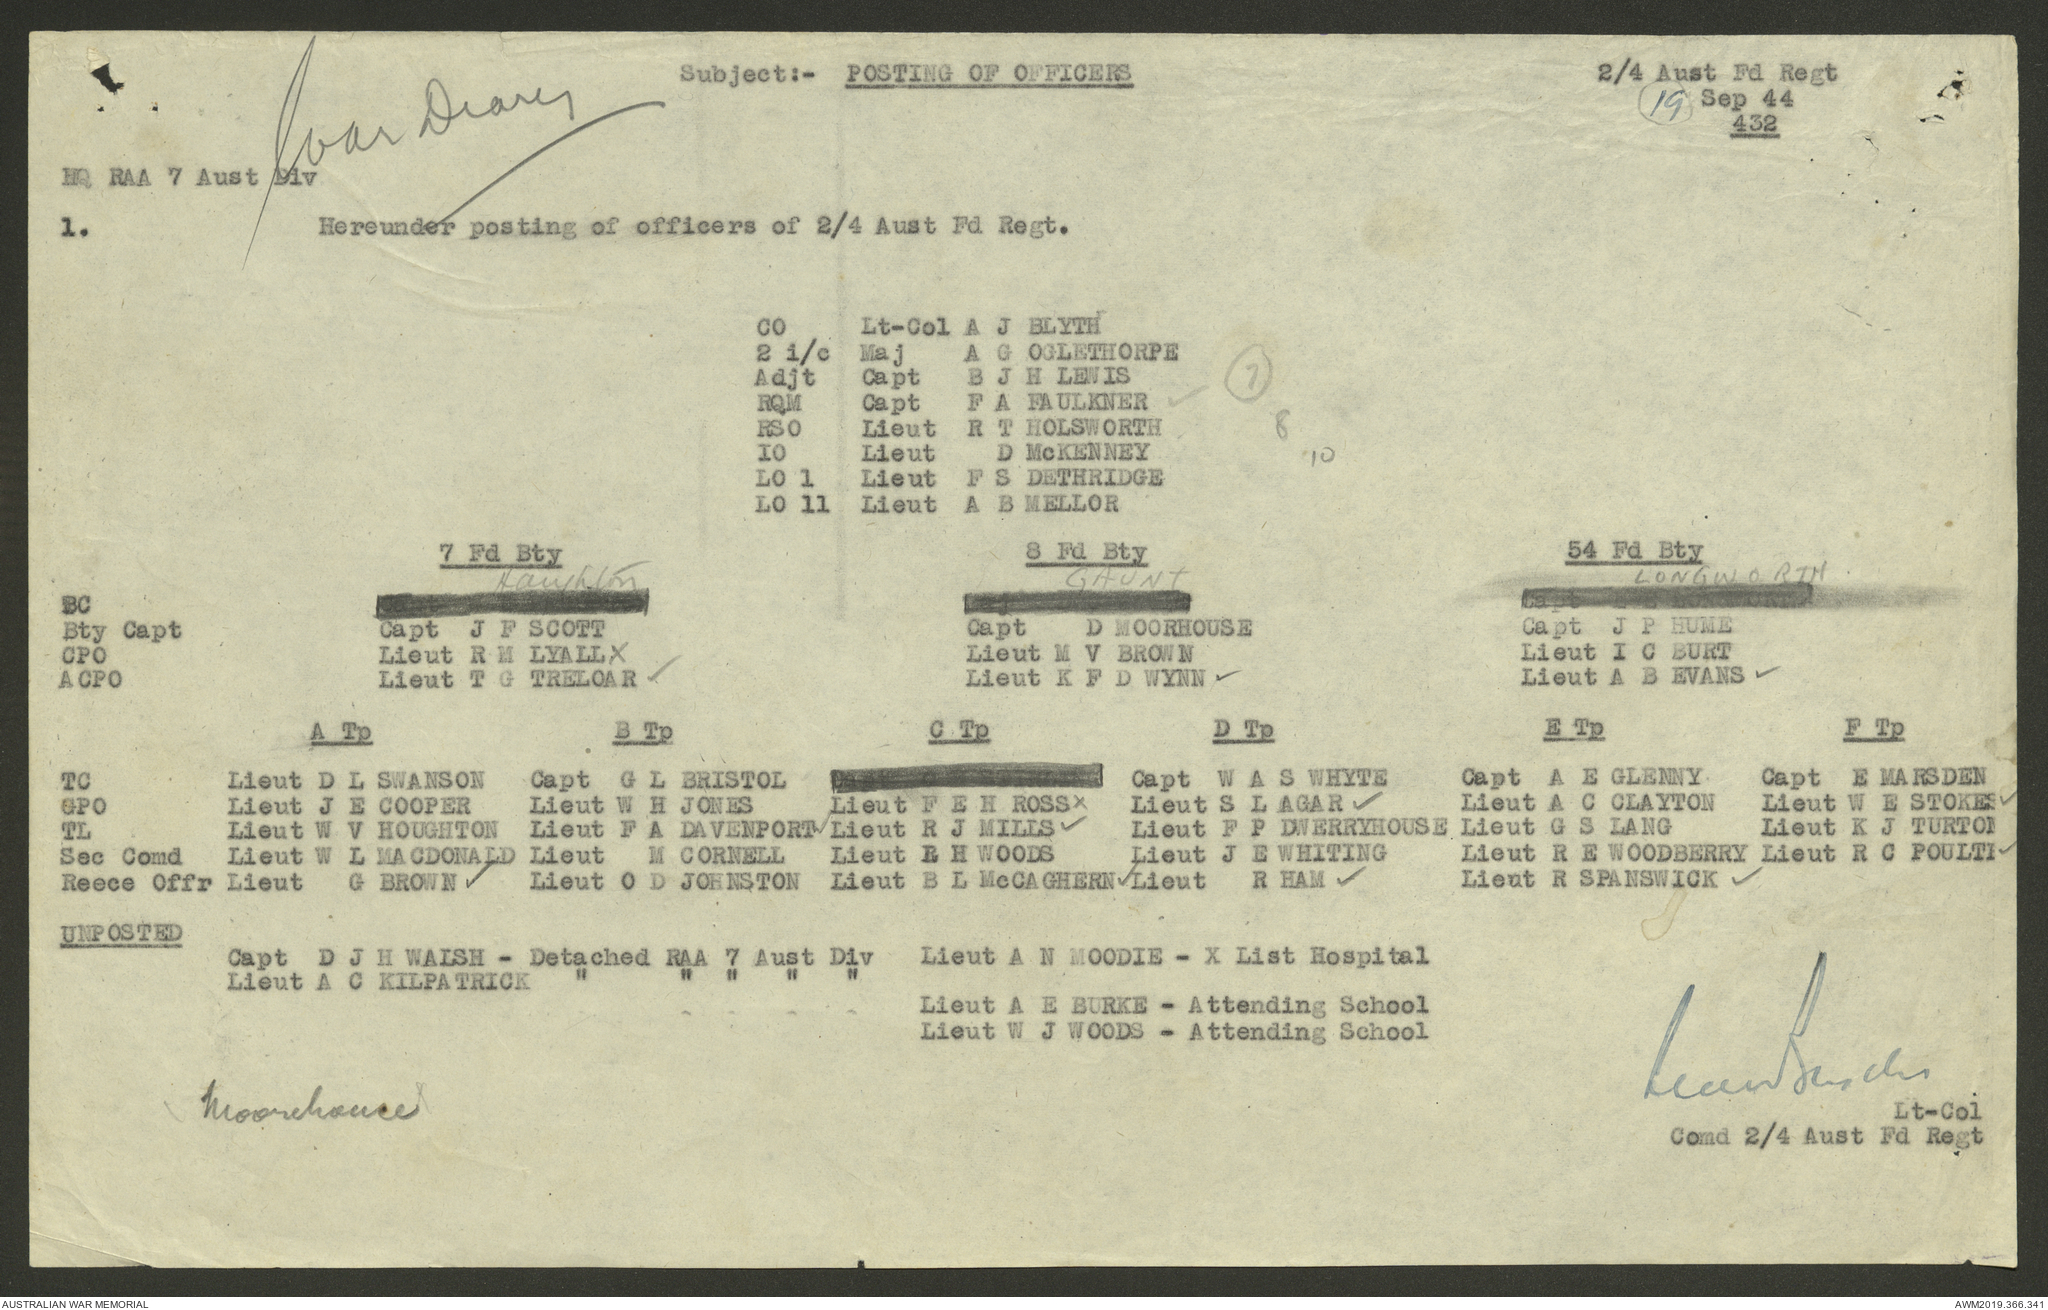 Subject:- POSTING OF OFFICERS
2/4 Aust Fd Regt
19 Sep 44
432
War Diary
HQ RAA 7 Aust Div
1. Hereunder posting of officers of 2/4 Aust Fd Regt.
CO Lt-Col A J BLYTH
2 i/c Maj A G OGLETHORPE
Adjt Capt B J H LEWIS
7
RQM Capt F A FAULKNER ✓
RSO Lieut R T HOLSWORTH 8
IO Lieut D McKENNEY 10
LO 1 Lieut F S DETHRIDGE
LO 11 Lieut A B MELLOR
7 Fd Bty 8 Fd Bty 54 Fd Bty
Haughton GAUNT LONGWORTH
BC Capt
Bty Capt Capt J F SCOTT Capt D MOORHOUSE Capt J P HUME
CPO Lieut R M LYALL X Lieut M V BROWN Lieut I C BURT
ACPO Lieut T G TRELOAR ✓ Lieut K F D WYNN ✓ Lieut A B EVANS ✓
A Tp B Tp C Tp D Tp E Tp F Tp
TC Lieut D L SWANSON Capt G L BRISTOL Capt W A S WHYTE Capt A E GLENNY Capt E MARSDEN
GPO Lieut J E COOPER Lieut W H JONES Lieut F E H ROSS X Lieut S L AGAR ✓ Lieut A C CLAYTON Lieut W E STOKES ✓
TL Lieut W V HOUGHTON Lieut F A DAVENPORT ✓ Lieut R J MILLS ✓ Lieut F P DWERRYHOUSE Lieut G S LANG Lieut K J TURTON
Sec Comd Lieut W L MACDONALD Lieut M CORNELL Lieut R H WOODS Lieut J E WHITING Lieut R E WOODBERRY Lieut R C POULTI ✓
Reece Offr Lieut G BROWN ✓ Lieut O D JOHNSTON Lieut B L McCAGHERN ✓ Lieut R HAM ✓ Lieut R SPANSWICK ✓
UNPOSTED
Capt D J H WALSH - Detached RAA 7 Aust Div Lieut A N MOODIE - X List Hospital
Lieut A C KILPATRICK " " " " "
Lieut A E BURKE - Attending School
Lieut W J WOODS - Attending School
Moorehouse
Lt-Col
Comd 2/4 Aust Fd Regt
AUSTRALIAN WAR MEMORIAL
AWM2019.366.341